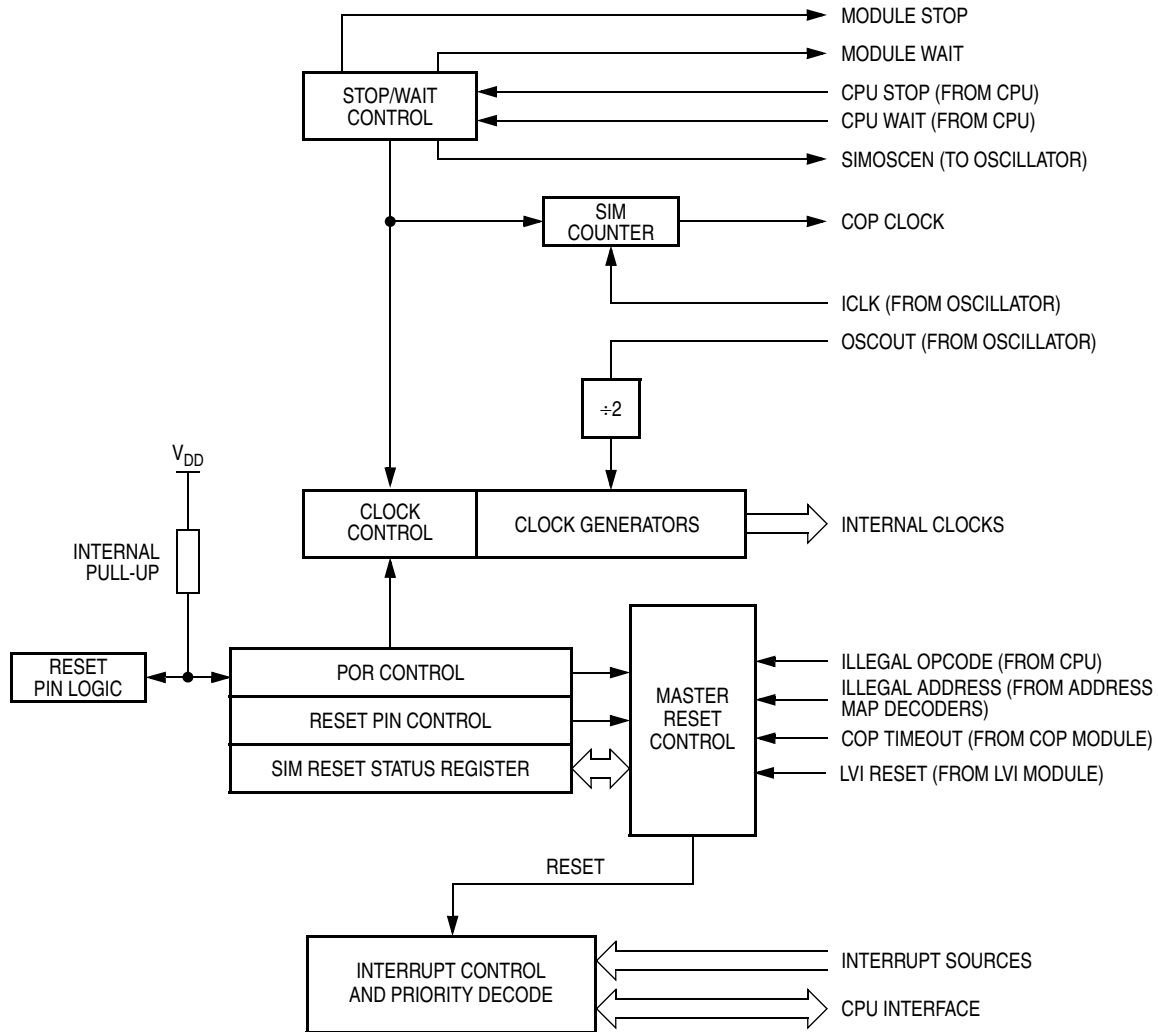 MODULE STOP
MODULE WAIT
STOP/WAIT
CONTROL
CPU STOP (FROM CPU)
CPU WAIT (FROM CPU)
SIMOSCEN (TO OSCILLATOR)
SIM
COUNTER
COP CLOCK
ICLK (FROM OSCILLATOR)
OSCOUT (FROM OSCILLATOR)
÷2
VDD
INTERNAL
PULL-UP
CLOCK
CONTROL
CLOCK GENERATORS
INTERNAL CLOCKS
RESET
PIN LOGIC
POR CONTROL
RESET PIN CONTROL
SIM RESET STATUS REGISTER
MASTER
RESET
CONTROL
ILLEGAL OPCODE (FROM CPU)
ILLEGAL ADDRESS (FROM ADDRESS
MAP DECODERS)
COP TIMEOUT (FROM COP MODULE)
LVI RESET (FROM LVI MODULE)
RESET
INTERRUPT CONTROL
AND PRIORITY DECODE
INTERRUPT SOURCES
CPU INTERFACE